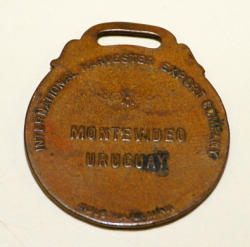 INTERNATIONAL HARVESTER EXPORT COMPANY
MONTEVIDEO
URUGUAY